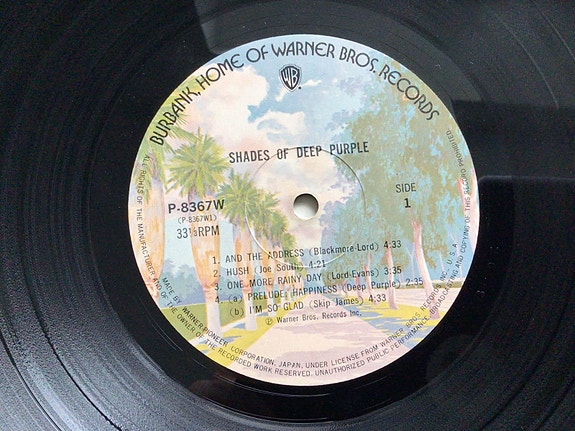 BURBANK, HOME OF WARNER BROS. RECORDS
WB
SHADES OF DEEP PURPLE
P-8367W
(P-8367W1)
33⅓RPM
SIDE
1
1. AND THE ADDRESS (Blackmore-Lord) 4:33
2. HUSH (Joe South) 4:21
3. ONE MORE RAINY DAY (Lord-Evans) 3:35
4. (a) PRELUDE: HAPPINESS (Deep Purple) 2:35
(b) I'M SO GLAD (Skip James) 4:33
Ⓟ Warner Bros. Records Inc.
MADE BY WARNER-PIONEER CORPORATION, JAPAN, UNDER LICENSE FROM WARNER BROS. RECORDS INC., U.S.A.
ALL RIGHTS OF THE MANUFACTURER AND OF THE OWNER OF THE RECORDED WORK RESERVED. UNAUTHORIZED PUBLIC PERFORMANCE, BROADCASTING AND COPYING OF THIS RECORD PROHIBITED.